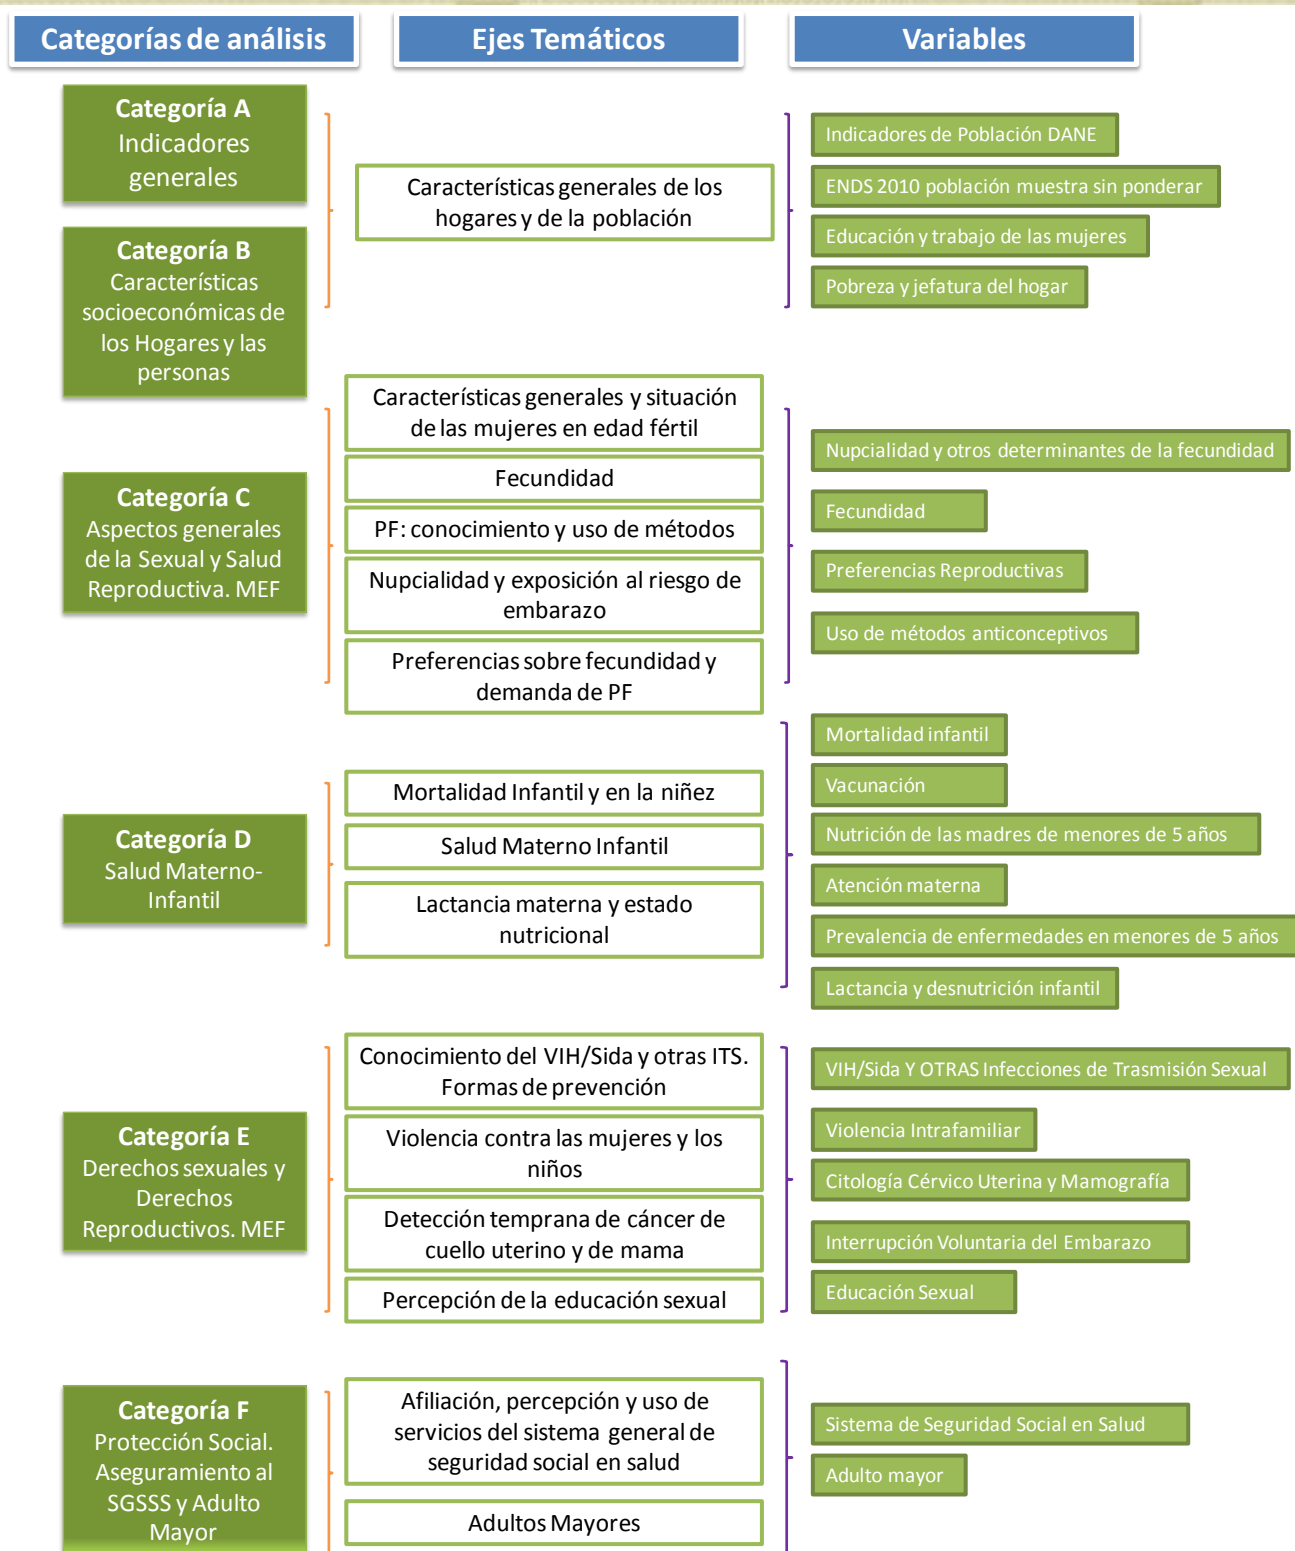 Categorías de análisis
Ejes Temáticos
Variables
Categoría A
Indicadores
generales
Categoría B
Características
socioeconómicas de
los Hogares y las
personas
Características generales de los
hogares y de la población
Indicadores de Población DANE
ENDS 2010 población muestra sin ponderar
Educación y trabajo de las mujeres
Pobreza y jefatura del hogar
Categoría C
Aspectos generales
de la Sexual y Salud
Reproductiva. MEF
Características generales y situación
de las mujeres en edad fértil
Fecundidad
PF: conocimiento y uso de métodos
Nupcialidad y exposición al riesgo de
embarazo
Preferencias sobre fecundidad y
demanda de PF
Nupcialidad y otros determinantes de la fecundidad
Fecundidad
Preferencias Reproductivas
Uso de métodos anticonceptivos
Categoría D
Salud Materno-
Infantil
Mortalidad Infantil y en la niñez
Salud Materno Infantil
Lactancia materna y estado
nutricional
Mortalidad infantil
Vacunación
Nutrición de las madres de menores de 5 años
Atención materna
Prevalencia de enfermedades en menores de 5 años
Lactancia y desnutrición infantil
Categoría E
Derechos sexuales y
Derechos
Reproductivos. MEF
Conocimiento del VIH/Sida y otras ITS.
Formas de prevención
Violencia contra las mujeres y los
niños
Detección temprana de cáncer de
cuello uterino y de mama
Percepción de la educación sexual
VIH/Sida Y OTRAS Infecciones de Trasmisión Sexual
Violencia Intrafamiliar
Citología Cérvico Uterina y Mamografía
Interrupción Voluntaria del Embarazo
Educación Sexual
Categoría F
Protección Social.
Aseguramiento al
SGSSS y Adulto
Mayor
Afiliación, percepción y uso de
servicios del sistema general de
seguridad social en salud
Adultos Mayores
Sistema de Seguridad Social en Salud
Adulto mayor